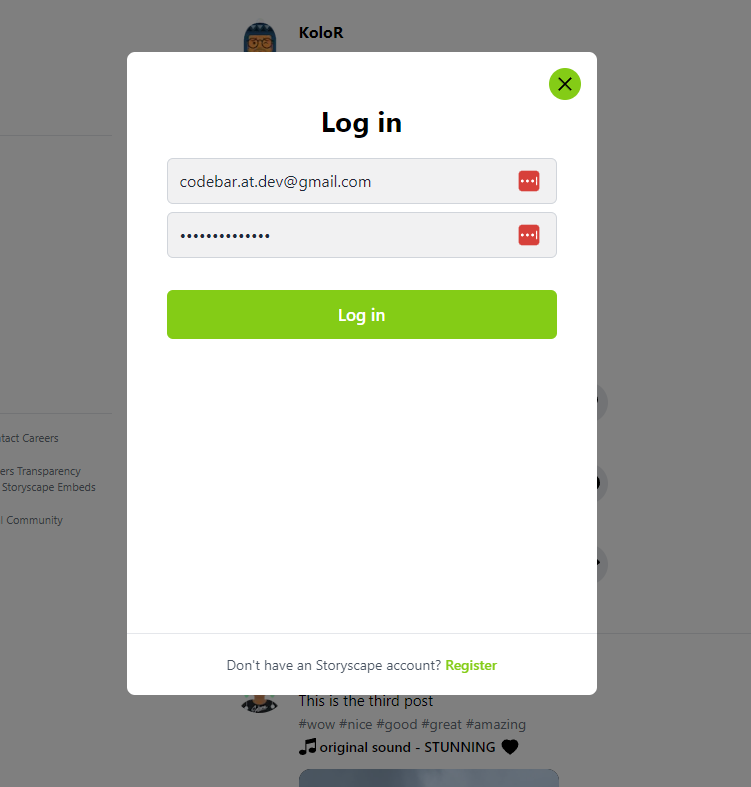 KoloR
Log in
codebar.at.dev@gmail.com
••••••••••••••
Log in
tact Careers
ers Transparency
Storyscape Embeds
l Community
Don't have an Storyscape account? Register
This is the third post
#wow #nice #good #great #amazing
original sound - STUNNING